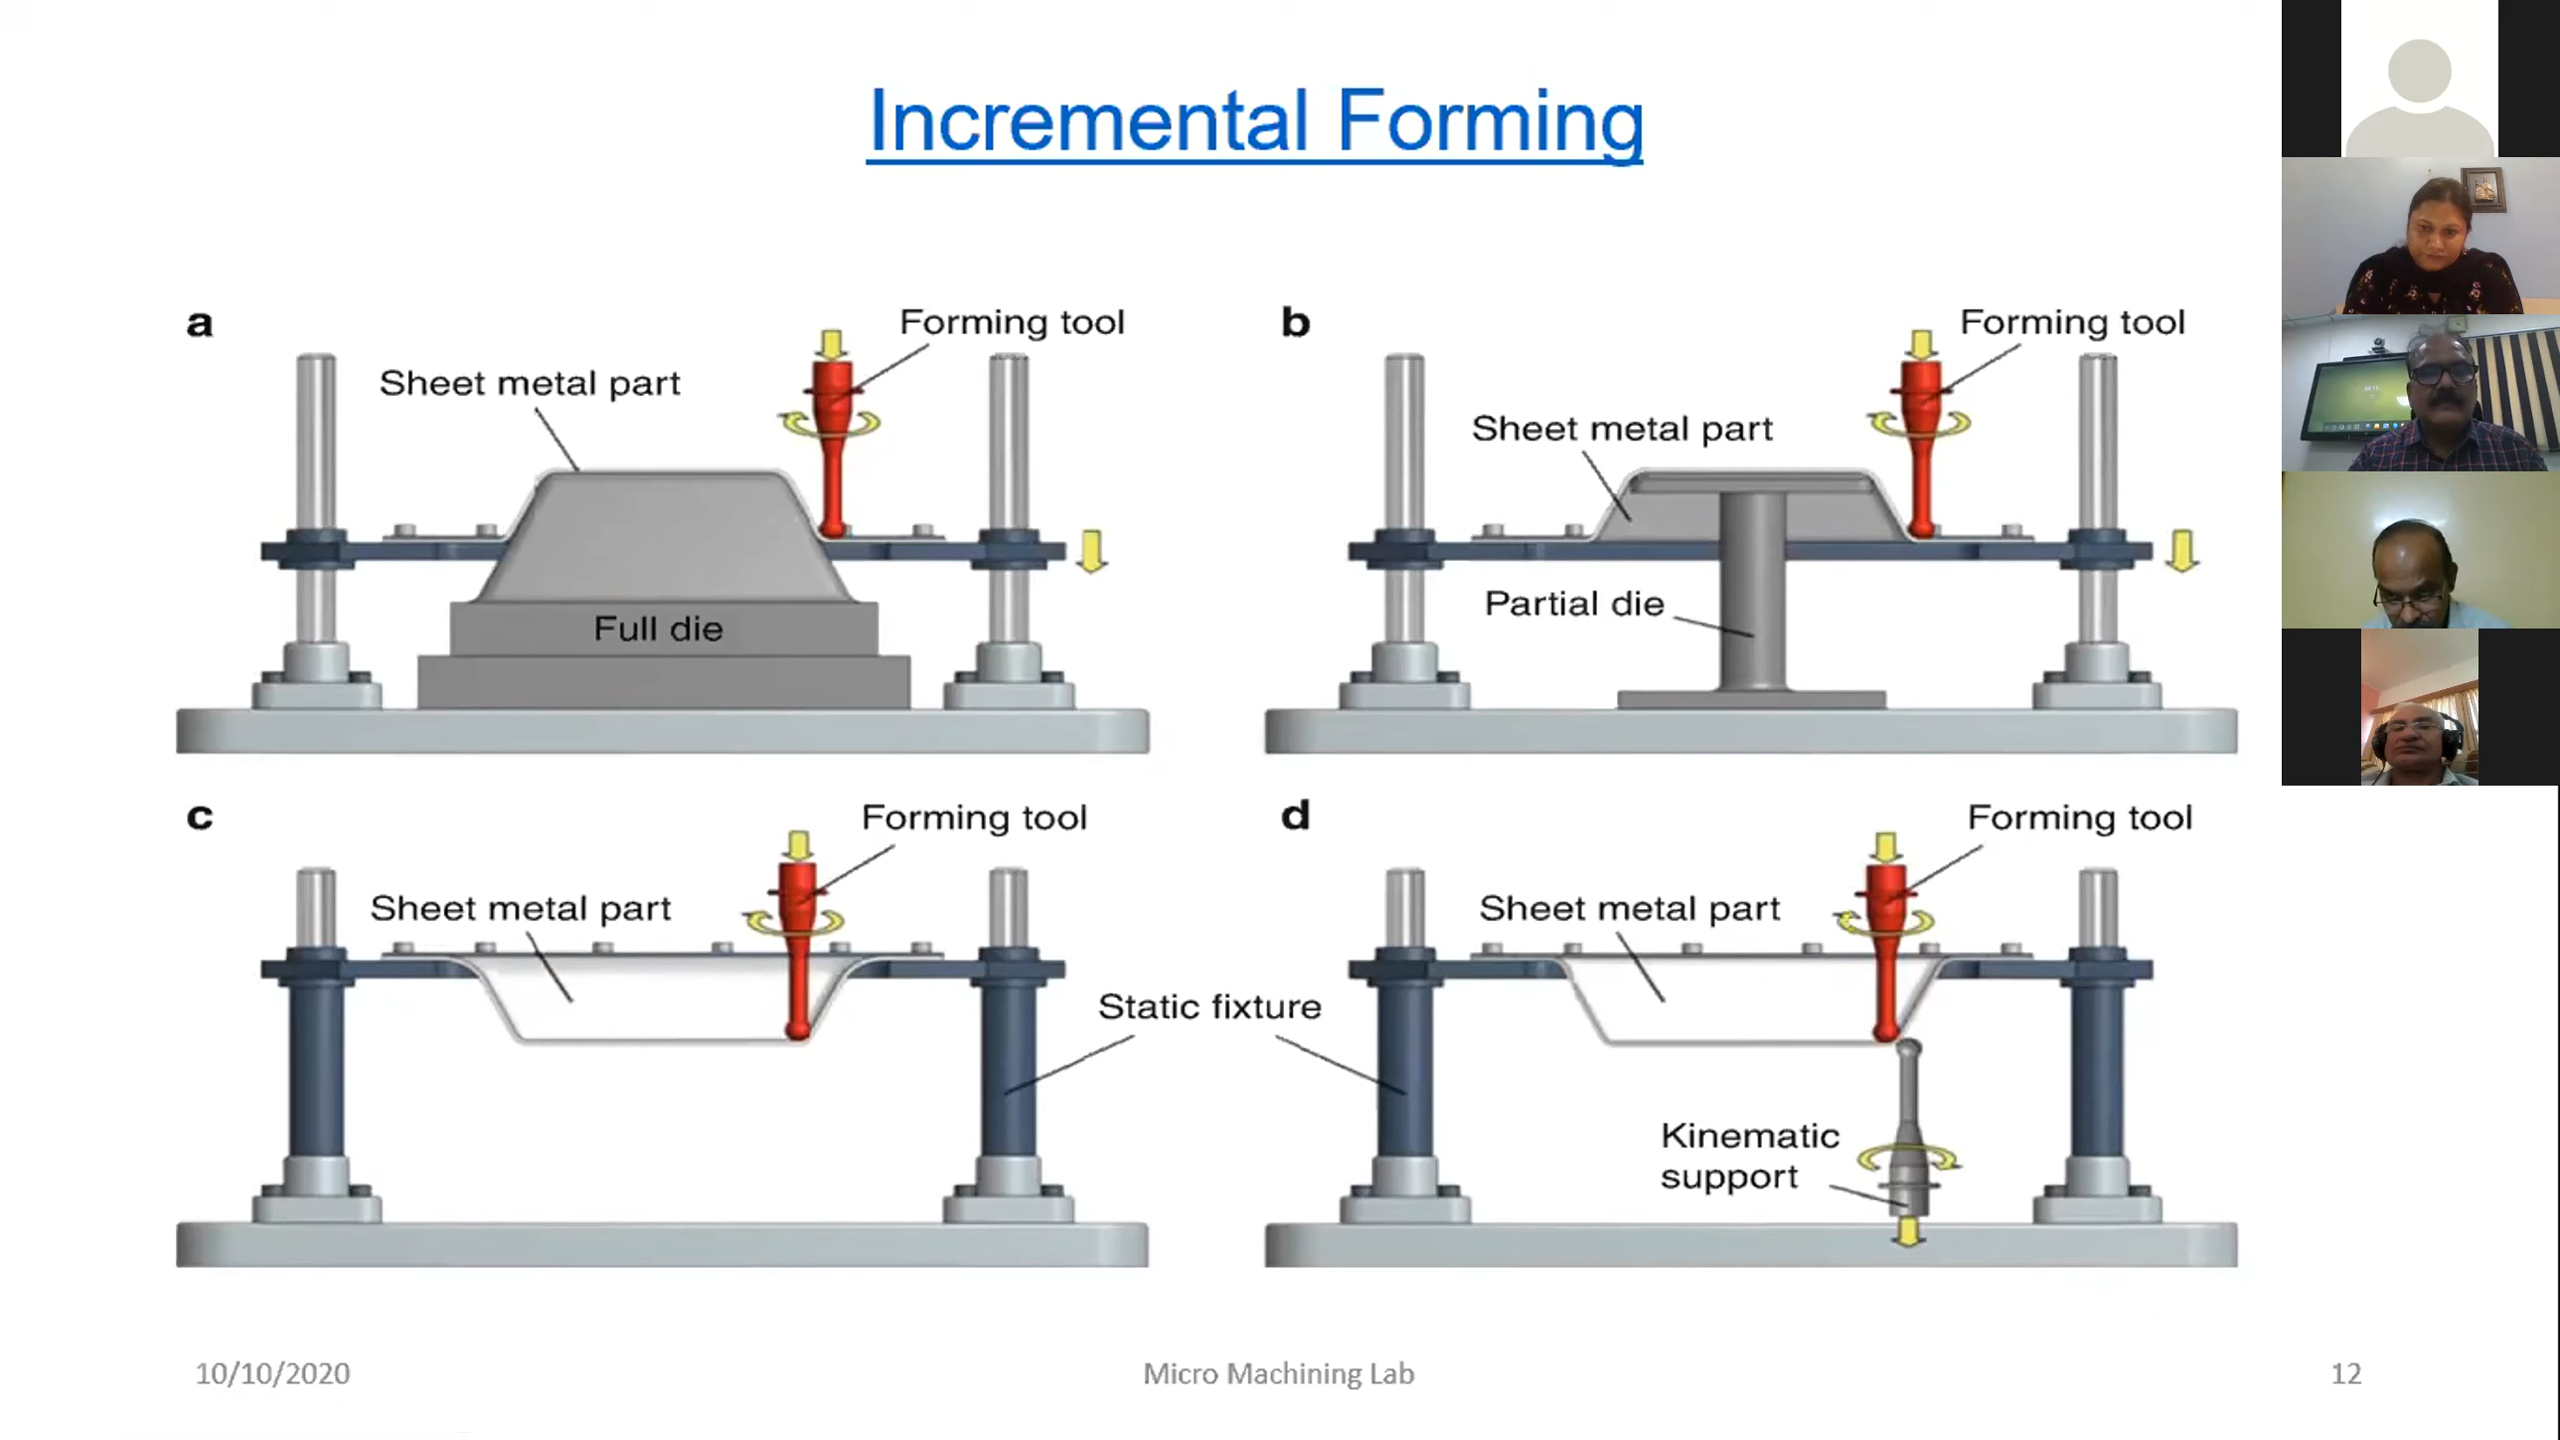 Incremental Forming
a
Forming tool
Sheet metal part
Full die
b
Forming tool
Sheet metal part
Partial die
c
Forming tool
Sheet metal part
Static fixture
d
Forming tool
Sheet metal part
Kinematic
support
10/10/2020
Micro Machining Lab
12